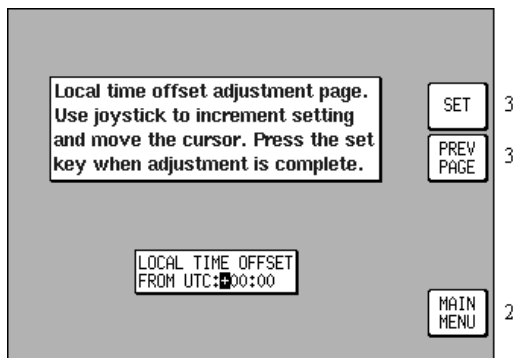 Local time offset adjustment page.
Use joystick to increment setting
and move the cursor. Press the set
key when adjustment is complete.
SET
3
PREV
PAGE
3
LOCAL TIME OFFSET
FROM UTC:+00:00
MAIN
MENU
2